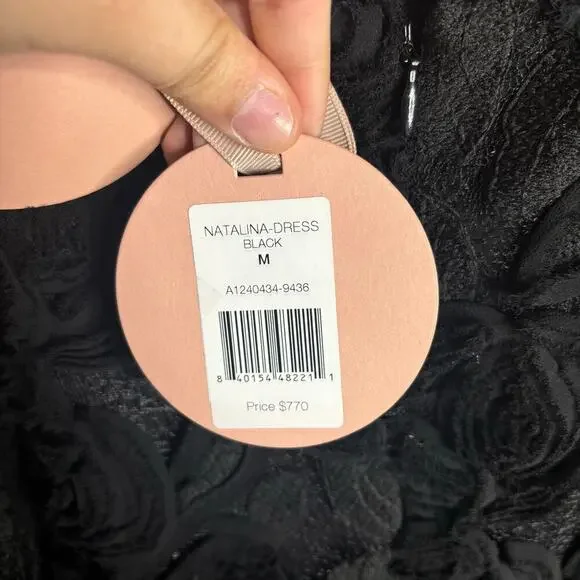 NATALINA-DRESS
BLACK
M
A1240434-9436
8 40154 48221 1
Price $770